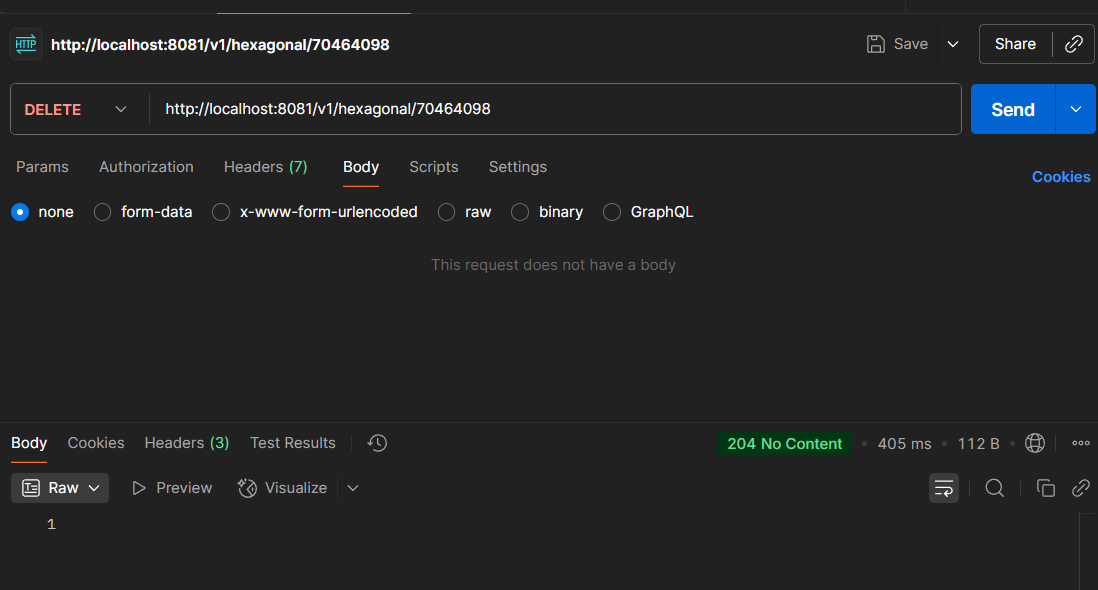 HTTP http://localhost:8081/v1/hexagonal/70464098 Save Share
DELETE http://localhost:8081/v1/hexagonal/70464098 Send
Params Authorization Headers (7) Body Scripts Settings Cookies
none form-data x-www-form-urlencoded raw binary GraphQL
This request does not have a body
Body Cookies Headers (3) Test Results 204 No Content • 405 ms • 112 B •
Raw Preview Visualize
1